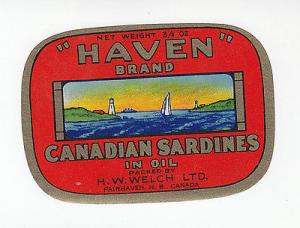 NET WEIGHT 3¼ OZ.
"HAVEN"
BRAND
CANADIAN SARDINES
IN OIL
PACKED BY
H. W. WELCH LTD.
FAIRHAVEN, N. B., CANADA